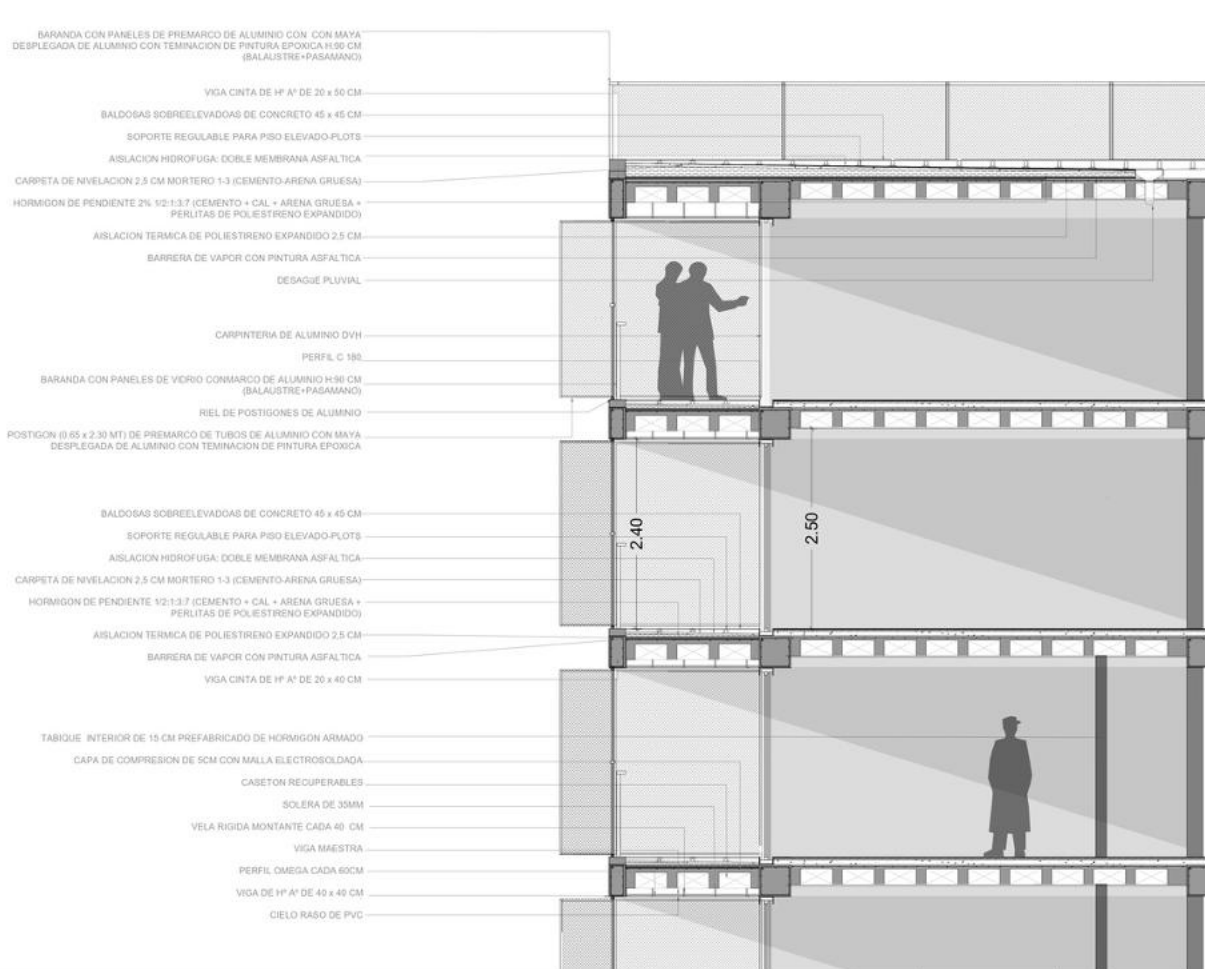 BARANDA CON PANELES DE PREMARCO DE ALUMINIO CON CON MAYA
DESPLEGADA DE ALUMINIO CON TEMINACION DE PINTURA EPOXICA H:90 CM
(BALAUSTRE+PASAMANO)
VIGA CINTA DE Hº Aº DE 20 x 50 CM
BALDOSAS SOBREELEVADOAS DE CONCRETO 45 x 45 CM
SOPORTE REGULABLE PARA PISO ELEVADO-PLOTS
AISLACION HIDROFUGA: DOBLE MEMBRANA ASFALTICA
CARPETA DE NIVELACION 2,5 CM MORTERO 1-3 (CEMENTO-ARENA GRUESA)
HORMIGON DE PENDIENTE 2% 1/2:1:3:7 (CEMENTO + CAL + ARENA GRUESA +
PERLITAS DE POLIESTIRENO EXPANDIDO)
AISLACION TERMICA DE POLIESTIRENO EXPANDIDO 2,5 CM
BARRERA DE VAPOR CON PINTURA ASFALTICA
DESAGUE PLUVIAL
CARPINTERIA DE ALUMINIO DVH
PERFIL C 180
BARANDA CON PANELES DE VIDRIO CONMARCO DE ALUMINIO H:90 CM
(BALAUSTRE+PASAMANO)
RIEL DE POSTIGONES DE ALUMINIO
POSTIGON (0.65 x 2.30 MT) DE PREMARCO DE TUBOS DE ALUMINIO CON MAYA
DESPLEGADA DE ALUMINIO CON TEMINACION DE PINTURA EPOXICA
BALDOSAS SOBREELEVADOAS DE CONCRETO 45 x 45 CM
SOPORTE REGULABLE PARA PISO ELEVADO-PLOTS
AISLACION HIDROFUGA: DOBLE MEMBRANA ASFALTICA
CARPETA DE NIVELACION 2,5 CM MORTERO 1-3 (CEMENTO-ARENA GRUESA)
HORMIGON DE PENDIENTE 1/2:1:3:7 (CEMENTO + CAL + ARENA GRUESA +
PERLITAS DE POLIESTIRENO EXPANDIDO)
AISLACION TERMICA DE POLIESTIRENO EXPANDIDO 2,5 CM
BARRERA DE VAPOR CON PINTURA ASFALTICA
VIGA CINTA DE Hº Aº DE 20 x 40 CM
TABIQUE INTERIOR DE 15 CM PREFABRICADO DE HORMIGON ARMADO
CAPA DE COMPRESION DE 5CM CON MALLA ELECTROSOLDADA
CASETON RECUPERABLES
SOLERA DE 35MM
VELA RIGIDA MONTANTE CADA 40 CM
VIGA MAESTRA
PERFIL OMEGA CADA 60CM
VIGA DE Hº Aº DE 40 x 40 CM
CIELO RASO DE PVC
2.40
2.50